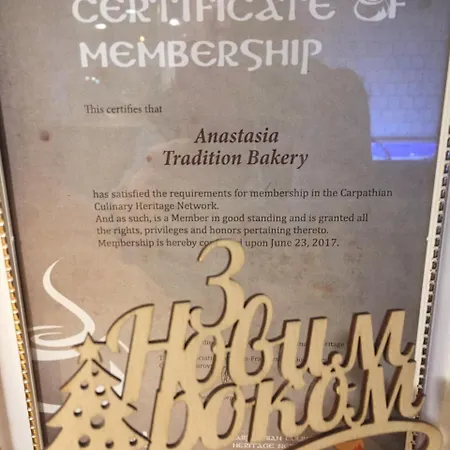 CERTIFICATE OF
MEMBERSHIP
This certifies that
Anastasia
Tradition Bakery
has satisfied the requirements for membership in the Carpathian
Culinary Heritage Network.
And as such, is a Member in good standing and is granted all
the rights, privileges and honors pertaining thereto.
Membership is hereby upon June 23, 2017.
З
Новим
роком